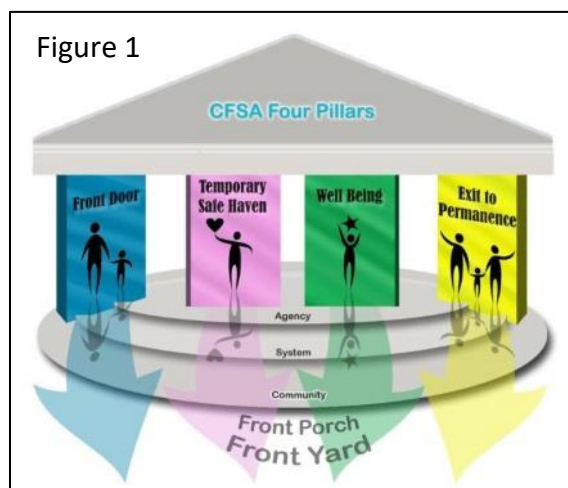 Figure 1
CFSA Four Pillars
Front Door
Temporary
Safe Haven
Well Being
Exit to
Permanence
Agency
System
Community
Front Porch
Front Yard